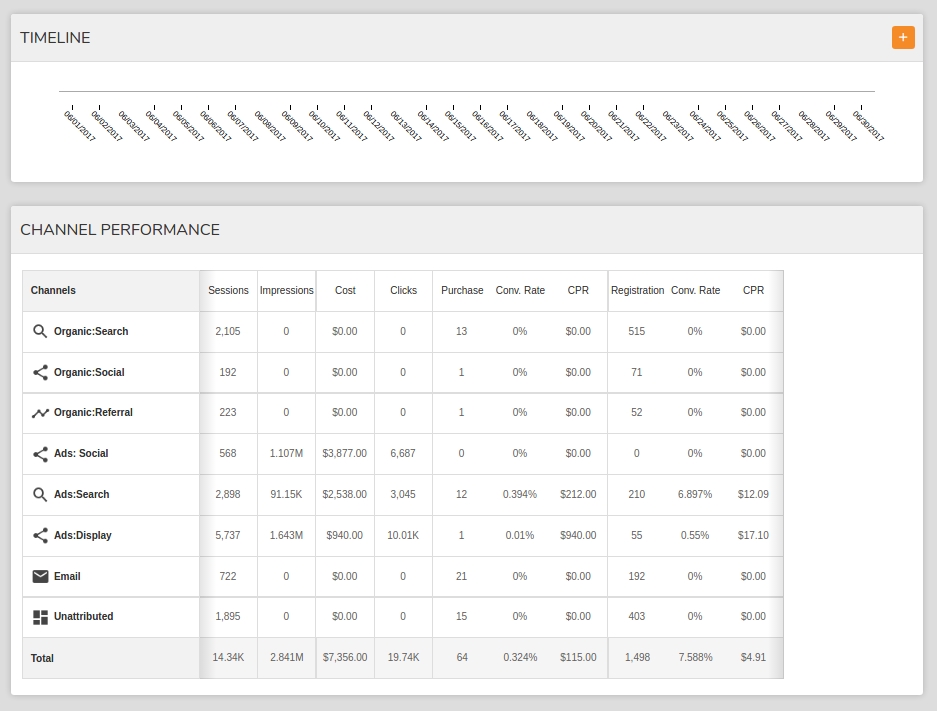 TIMELINE
+
06/01/2017 06/02/2017 06/03/2017 06/04/2017 06/05/2017 06/06/2017 06/07/2017 06/08/2017 06/09/2017 06/10/2017 06/11/2017 06/12/2017 06/13/2017 06/14/2017 06/15/2017 06/16/2017 06/17/2017 06/18/2017 06/19/2017 06/20/2017 06/21/2017 06/22/2017 06/23/2017 06/24/2017 06/25/2017 06/26/2017 06/27/2017 06/28/2017 06/29/2017 06/30/2017
CHANNEL PERFORMANCE
Channels Sessions Impressions Cost Clicks Purchase Conv. Rate CPR Registration Conv. Rate CPR
Organic:Search 2,105 0 $0.00 0 13 0% $0.00 515 0% $0.00
Organic:Social 192 0 $0.00 0 1 0% $0.00 71 0% $0.00
Organic:Referral 223 0 $0.00 0 1 0% $0.00 52 0% $0.00
Ads: Social 568 1.107M $3,877.00 6,687 0 0% $0.00 0 0% $0.00
Ads:Search 2,898 91.15K $2,538.00 3,045 12 0.394% $212.00 210 6.897% $12.09
Ads:Display 5,737 1.643M $940.00 10.01K 1 0.01% $940.00 55 0.55% $17.10
Email 722 0 $0.00 0 21 0% $0.00 192 0% $0.00
Unattributed 1,895 0 $0.00 0 15 0% $0.00 403 0% $0.00
Total 14.34K 2.841M $7,356.00 19.74K 64 0.324% $115.00 1,498 7.588% $4.91